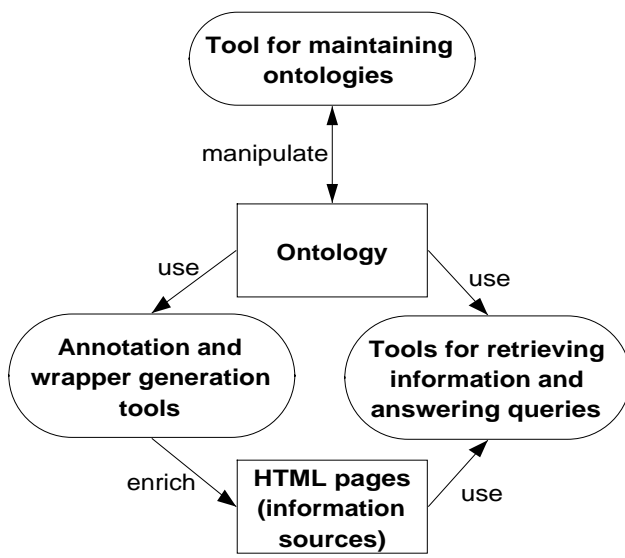 Tool for maintaining
ontologies
manipulate
Ontology
use
use
Annotation and
wrapper generation
tools
Tools for retrieving
information and
answering queries
enrich
HTML pages
(information
sources)
use